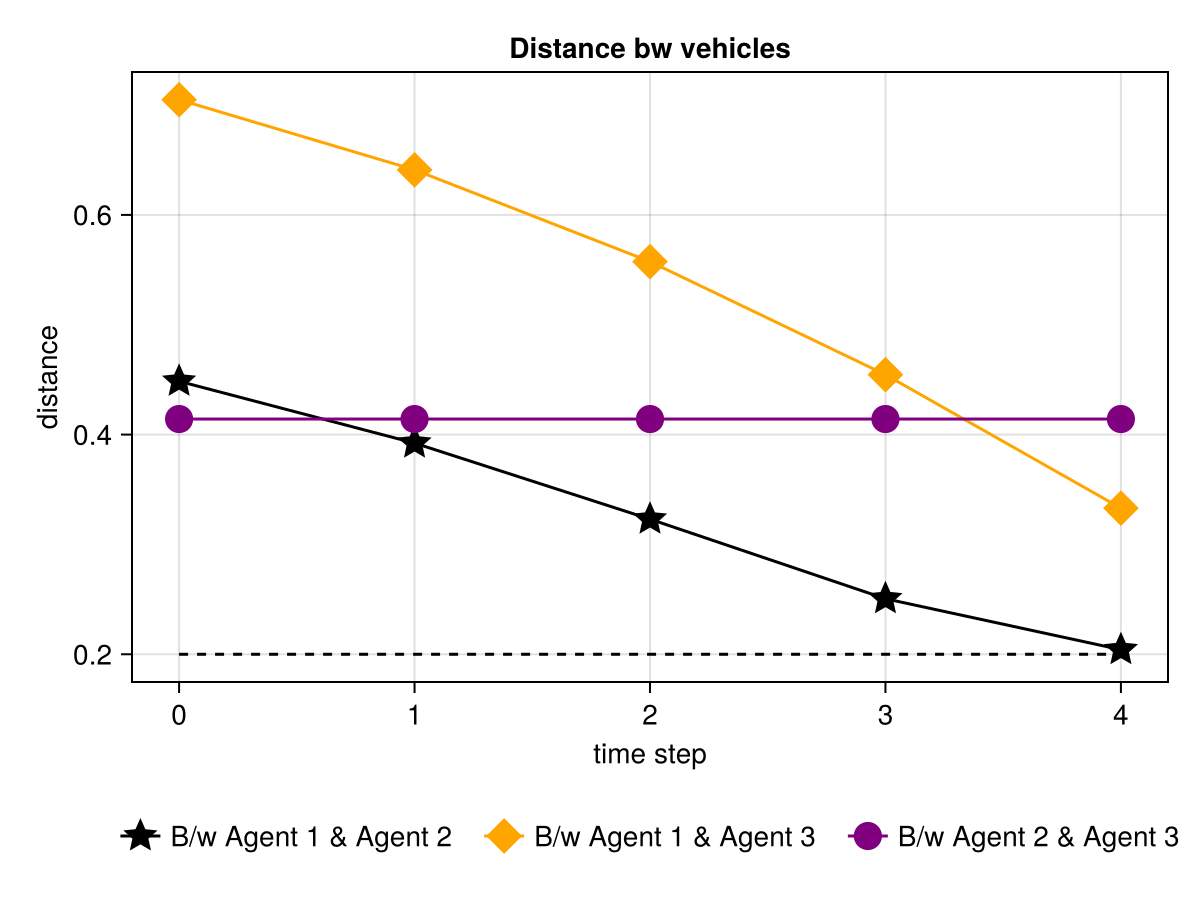 Distance bw vehicles
distance
0.6
0.4
0.2
0 1 2 3 4
time step
B/w Agent 1 & Agent 2 B/w Agent 1 & Agent 3 B/w Agent 2 & Agent 3